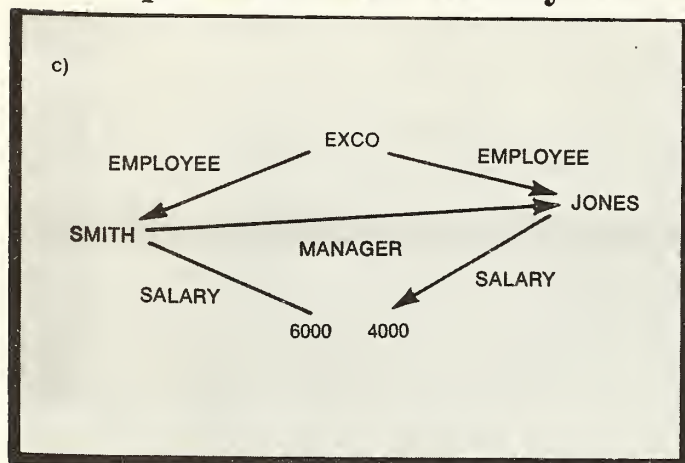 c)
EXCO
EMPLOYEE
EMPLOYEE
JONES
SMITH
MANAGER
SALARY
SALARY
6000 4000